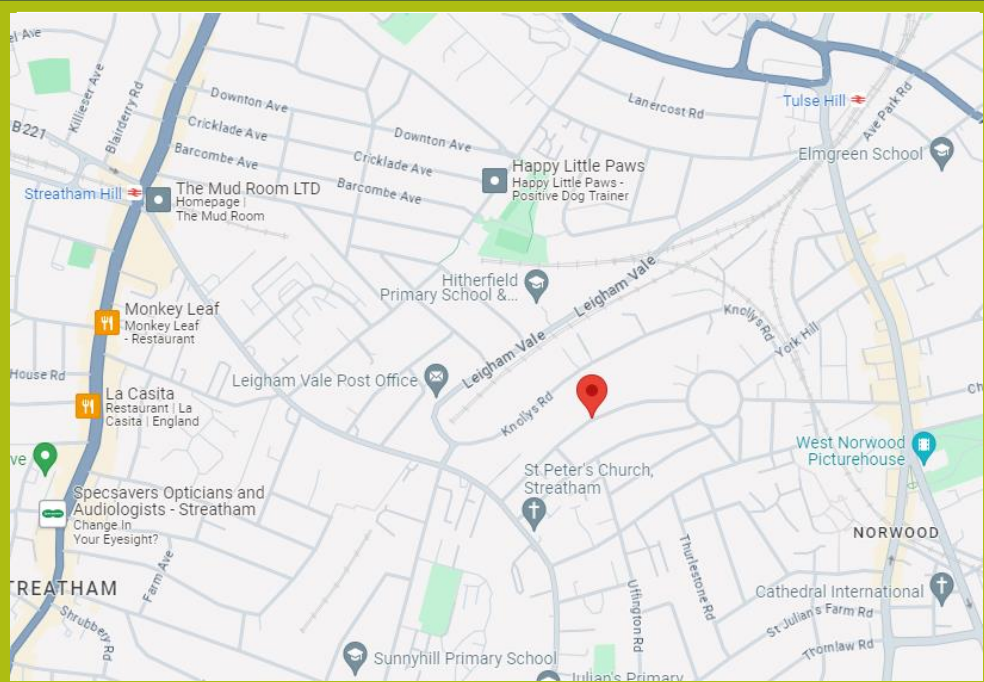 el Ave
Killieser Ave
Blairderry Rd
B221
Downton Ave
Cricklade Ave
Barcombe Ave
Downton Ave
Cricklade Ave
Barcombe Ave
Lanercost Rd
Tulse Hill
Ave Park Rd
Elmgreen School
Happy Little Paws
Happy Little Paws -
Positive Dog Trainer
Streatham Hill
The Mud Room LTD
Homepage |
The Mud Room
Hitherfield
Primary School &...
Leigham Vale
Leigham Vale
Knollys Rd
York Hill
Monkey Leaf
Monkey Leaf
- Restaurant
House Rd
Leigham Vale Post Office
La Casita
Restaurant | La
Casita | England
Knollys Rd
Ch
West Norwood
Picturehouse
ve
St Peter's Church,
Streatham
Specsavers Opticians and
Audiologists - Streatham
Change In
Your Eyesight?
NORWOOD
Farm Ave
Thurlestone Rd
Uffington Rd
TREATHAM
Cathedral International
St Julian's Farm Rd
Shrubbery Rd
Thornlaw Rd
Sunnyhill Primary School
Julian's Primary